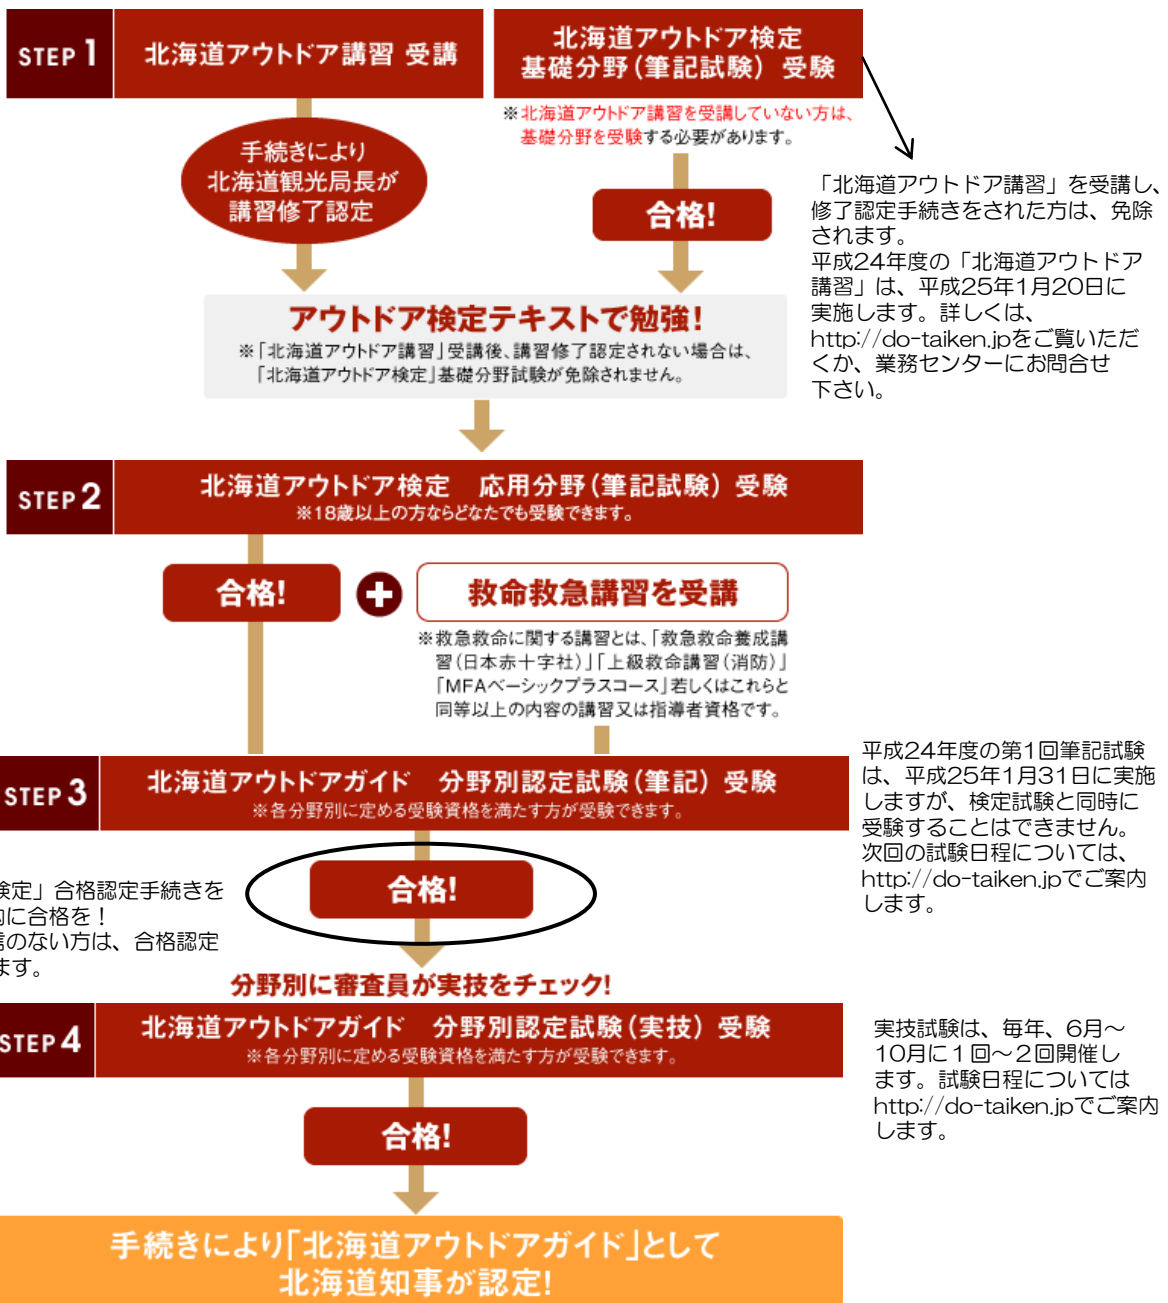 STEP 1
北海道アウトドア講習 受講
北海道アウトドア検定
基礎分野(筆記試験) 受験
※北海道アウトドア講習を受講していない方は、
基礎分野を受験する必要があります。
手続きにより
北海道観光局長が
講習修了認定
合格!
「北海道アウトドア講習」を受講し、
修了認定手続きをされた方は、免除
されます。
平成24年度の「北海道アウトドア
講習」は、平成25年1月20日に
実施します。詳しくは、
http://do-taiken.jpをご覧いただ
くか、業務センターにお問合せ
下さい。
アウトドア検定テキストで勉強!
※「北海道アウトドア講習」受講後、講習修了認定されない場合は、
「北海道アウトドア検定」基礎分野試験が免除されません。
STEP 2
北海道アウトドア検定　応用分野(筆記試験) 受験
※18歳以上の方ならどなたでも受験できます。
合格!
救命救急講習を受講
※救急救命に関する講習とは、「救急救命養成講
習(日本赤十字社)」「上級救命講習(消防)」
「MFAベーシックプラスコース」若しくはこれらと
同等以上の内容の講習又は指導者資格です。
STEP 3
北海道アウトドアガイド　分野別認定試験(筆記) 受験
※各分野別に定める受験資格を満たす方が受験できます。
平成24年度の第1回筆記試験
は、平成25年1月31日に実施
しますが、検定試験と同時に
受験することはできません。
次回の試験日程については、
http://do-taiken.jpでご案内
します。
合格!
検定」合格認定手続きを
内に合格を!
信のない方は、合格認定
ます。
分野別に審査員が実技をチェック!
STEP 4
北海道アウトドアガイド　分野別認定試験(実技) 受験
※各分野別に定める受験資格を満たす方が受験できます。
実技試験は、毎年、6月〜
10月に1回〜2回開催し
ます。試験日程については
http://do-taiken.jpでご案内
します。
合格!
手続きにより「北海道アウトドアガイド」として
北海道知事が認定!